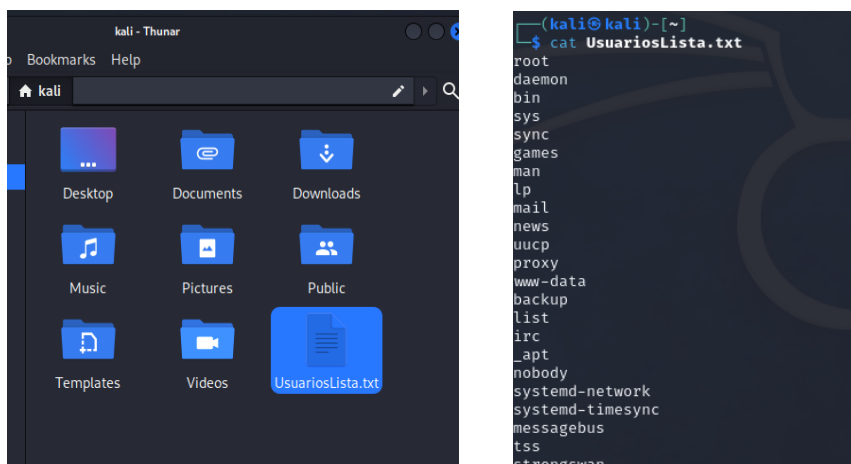 kali - Thunar
Bookmarks Help
kali
Desktop Documents Downloads
Music Pictures Public
Templates Videos UsuariosLista.txt
(kali㉿kali)-[~]
$ cat UsuariosLista.txt
root
daemon
bin
sys
sync
games
man
lp
mail
news
uucp
proxy
www-data
backup
list
irc
_apt
nobody
systemd-network
systemd-timesync
messagebus
tss
strongswan